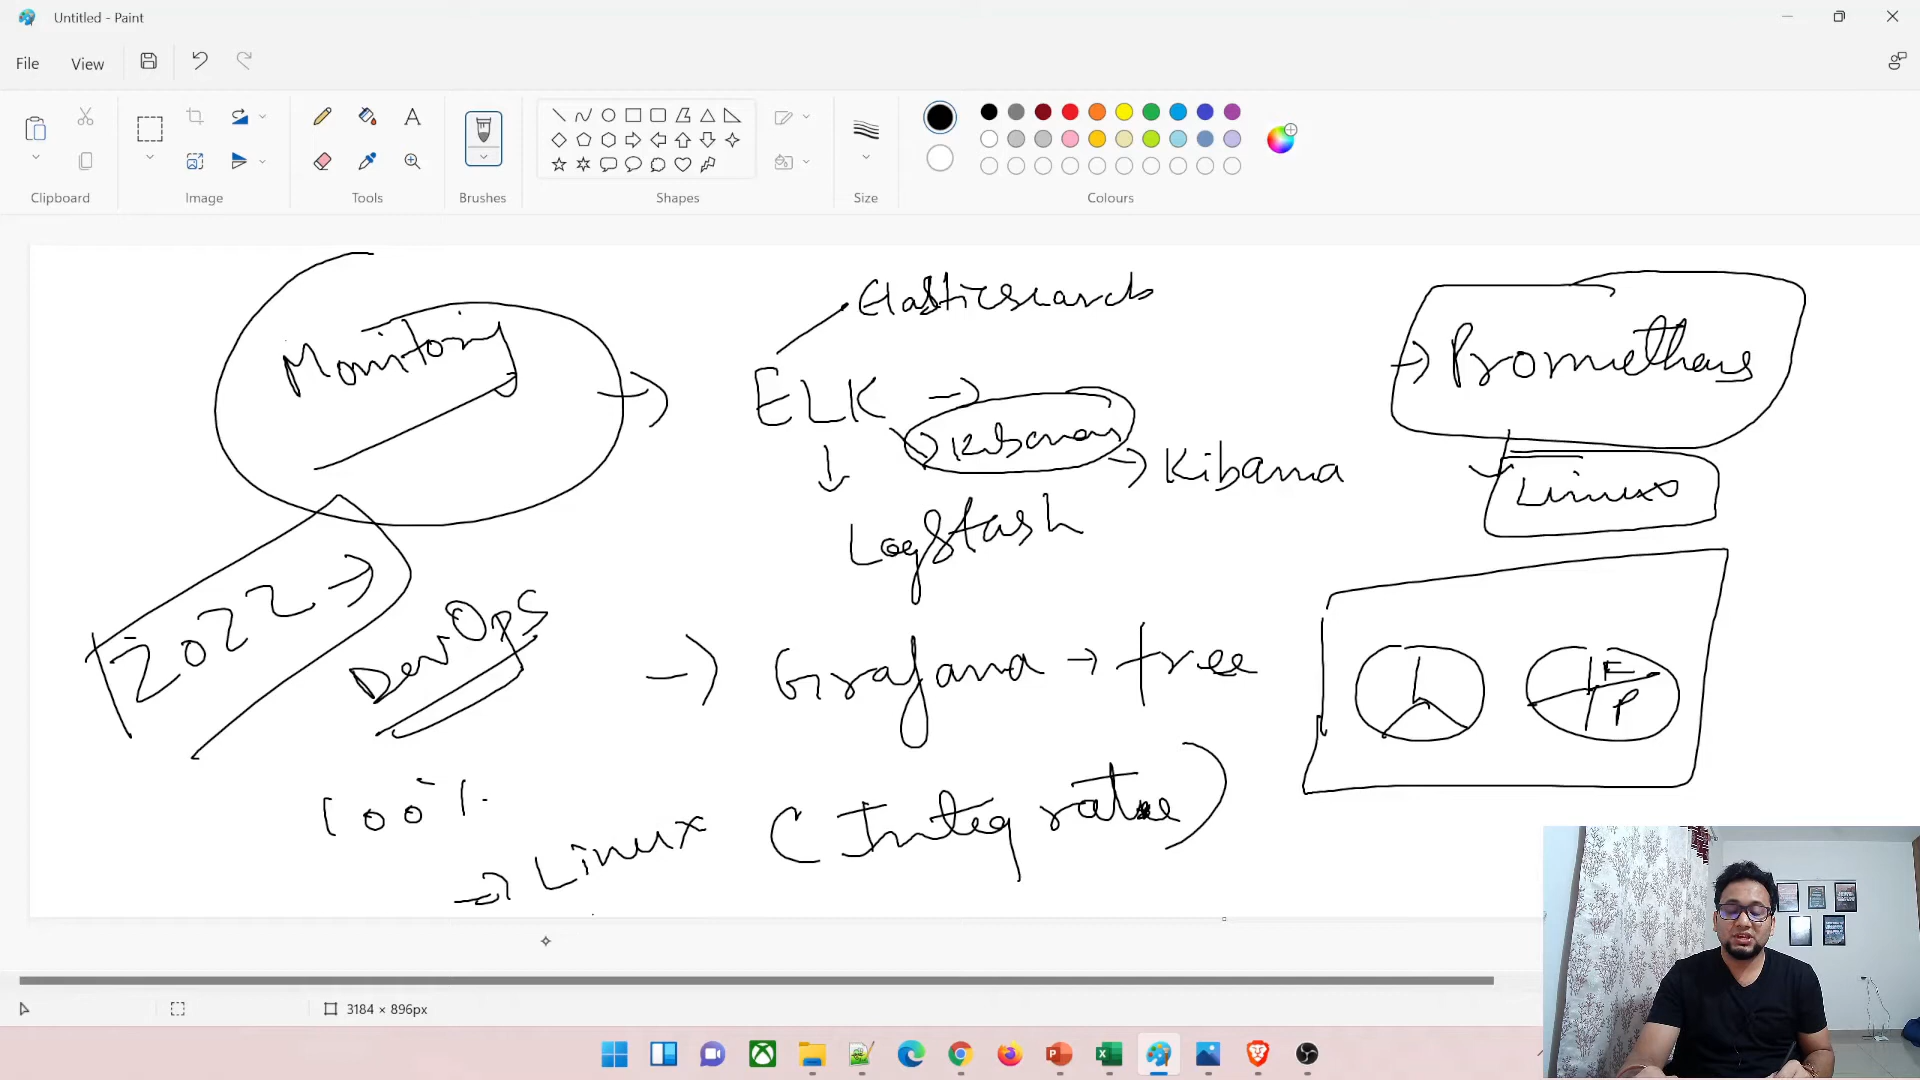 Untitled - Paint
File
View
Clipboard
Image
Tools
Brushes
Shapes
Size
Colours
Monitoring
Elasticsearch
ELK
Kibana
Kibama
Logstash
Prometheus
Linux
2022
DevOps
Grafana → free
F
P
100%
Linux (Integrate)
3184 × 896px